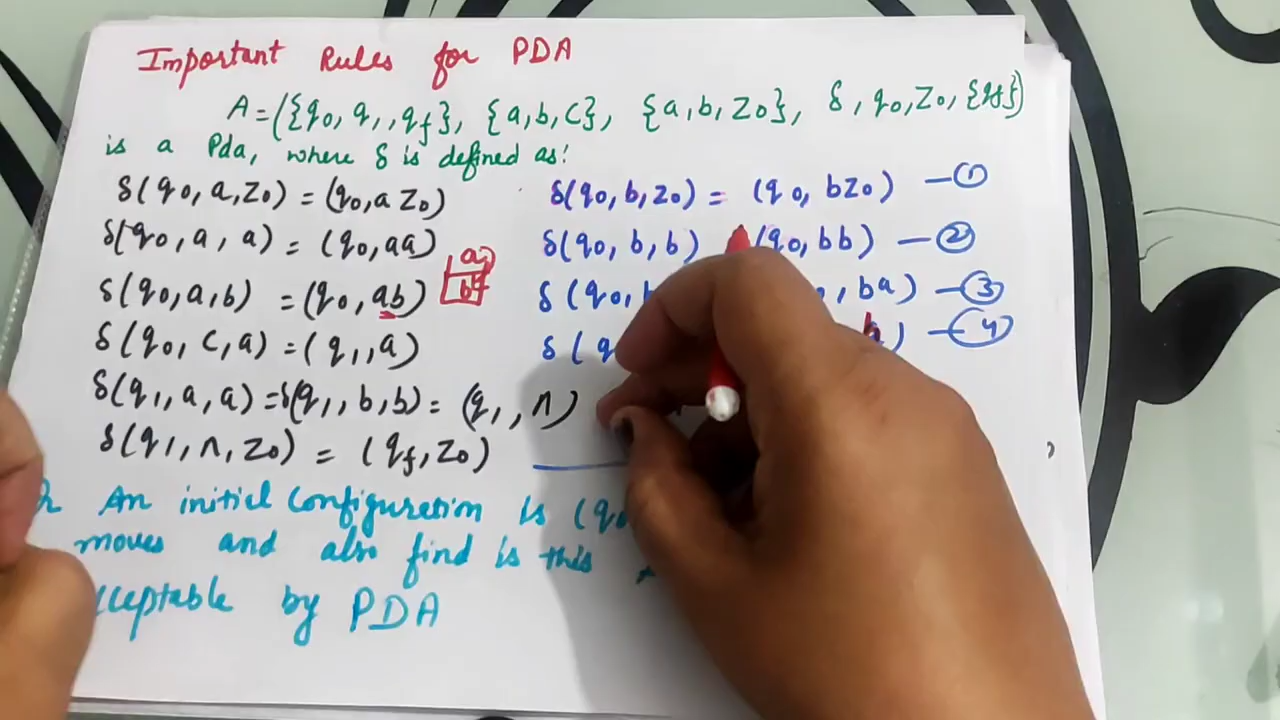 Important Rules for PDA
A = ({q0, q1, qf}, {a, b, c}, {a, b, Z0}, δ, q0, Z0, {qf})
is a Pda, where δ is defined as:
δ(q0, a, Z0) = (q0, a Z0) δ(q0, b, Z0) = (q0, bZ0) —①
δ(q0, a, a) = (q0, aa) δ(q0, b, b) (q0, bb) —②
a
b
δ(q0, a, b) = (q0, ab) δ(q0, , ba) —③
δ(q0, c, a) = (q1, a) δ( —④
δ(q1, a, a) = δ(q1, b, b) = (q1, Λ)
δ(q1, Λ, Z0) = (qf, Z0)
An initial Configuration is (q0
moves and also find is this
by PDA